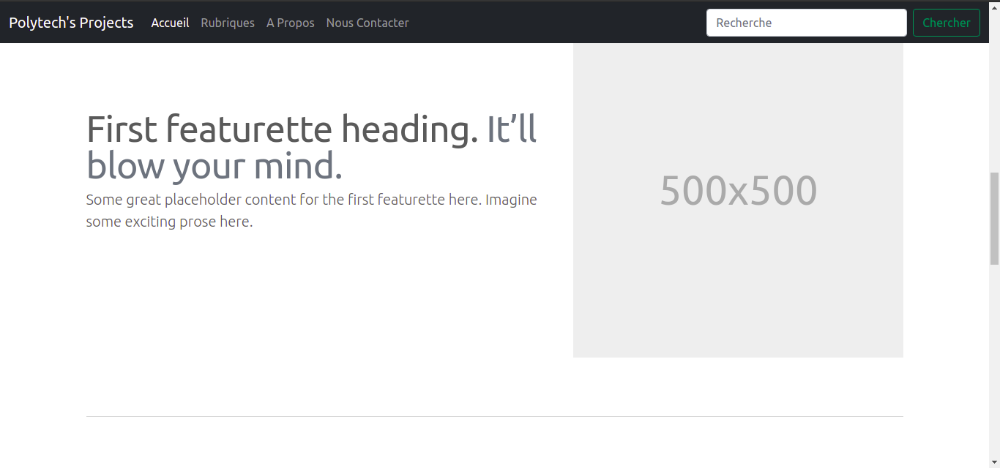 Polytech's Projects Accueil Rubriques A Propos Nous Contacter Recherche Chercher
First featurette heading. It’ll
blow your mind.
Some great placeholder content for the first featurette here. Imagine
some exciting prose here.
500x500